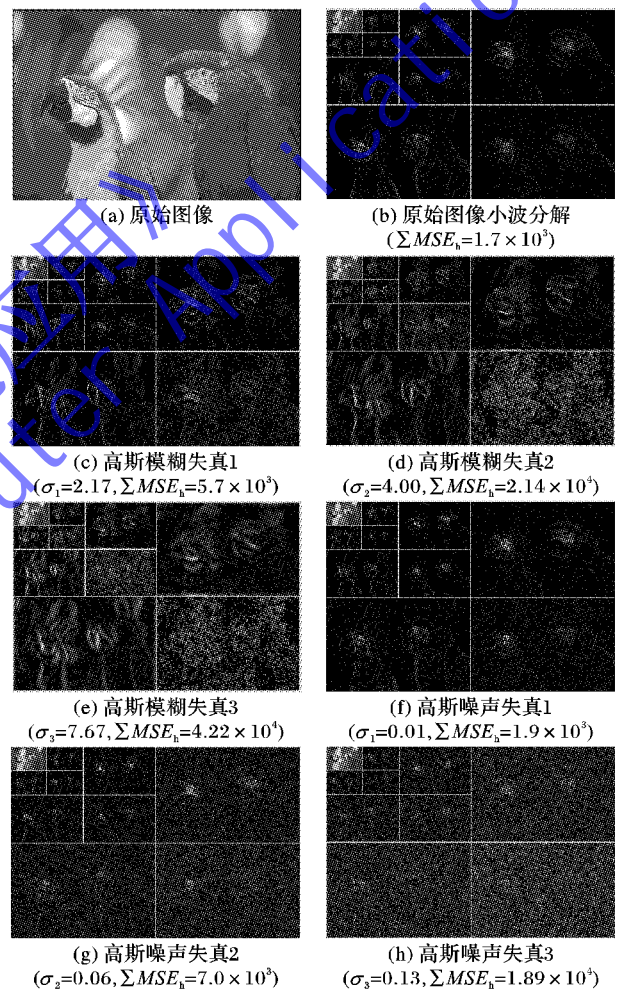 (a) 原始图像
(b) 原始图像小波分解
(∑MSEₕ=1.7×10³)
(c) 高斯模糊失真1
(σ₁=2.17,∑MSEₕ=5.7×10³)
(d) 高斯模糊失真2
(σ₂=4.00,∑MSEₕ=2.14×10⁴)
(e) 高斯模糊失真3
(σ₃=7.67,∑MSEₕ=4.22×10⁴)
(f) 高斯噪声失真1
(σ₁=0.01,∑MSEₕ=1.9×10³)
(g) 高斯噪声失真2
(σ₂=0.06,∑MSEₕ=7.0×10³)
(h) 高斯噪声失真3
(σ₃=0.13,∑MSEₕ=1.89×10⁴)
应用》
uter Applicatio